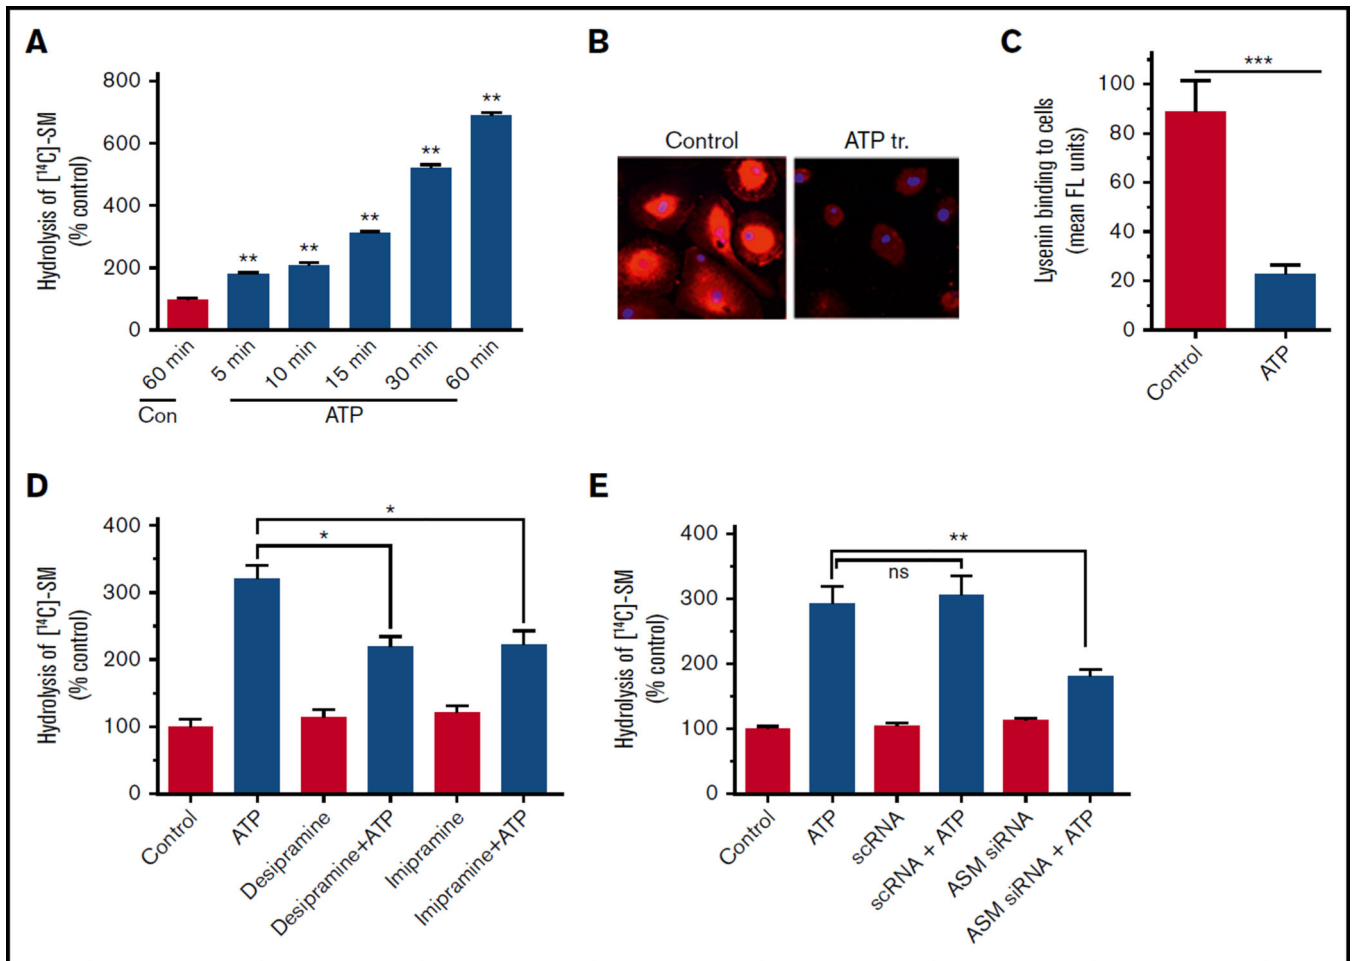 A
Hydrolysis of [¹⁴C]-SM
(% control)
800
600
400
200
0
**
**
**
**
**
60 min
5 min
10 min
15 min
30 min
60 min
Con
ATP
B
Control
ATP tr.
C
Lysenin binding to cells
(mean FL units)
100
80
60
40
20
0
***
Control
ATP
D
Hydrolysis of [¹⁴C]-SM
(% control)
400
300
200
100
0
*
*
Control
ATP
Desipramine
Desipramine+ATP
Imipramine
Imipramine+ATP
E
Hydrolysis of [¹⁴C]-SM
(% control)
400
300
200
100
0
**
ns
Control
ATP
scRNA
scRNA + ATP
ASM siRNA
ASM siRNA + ATP